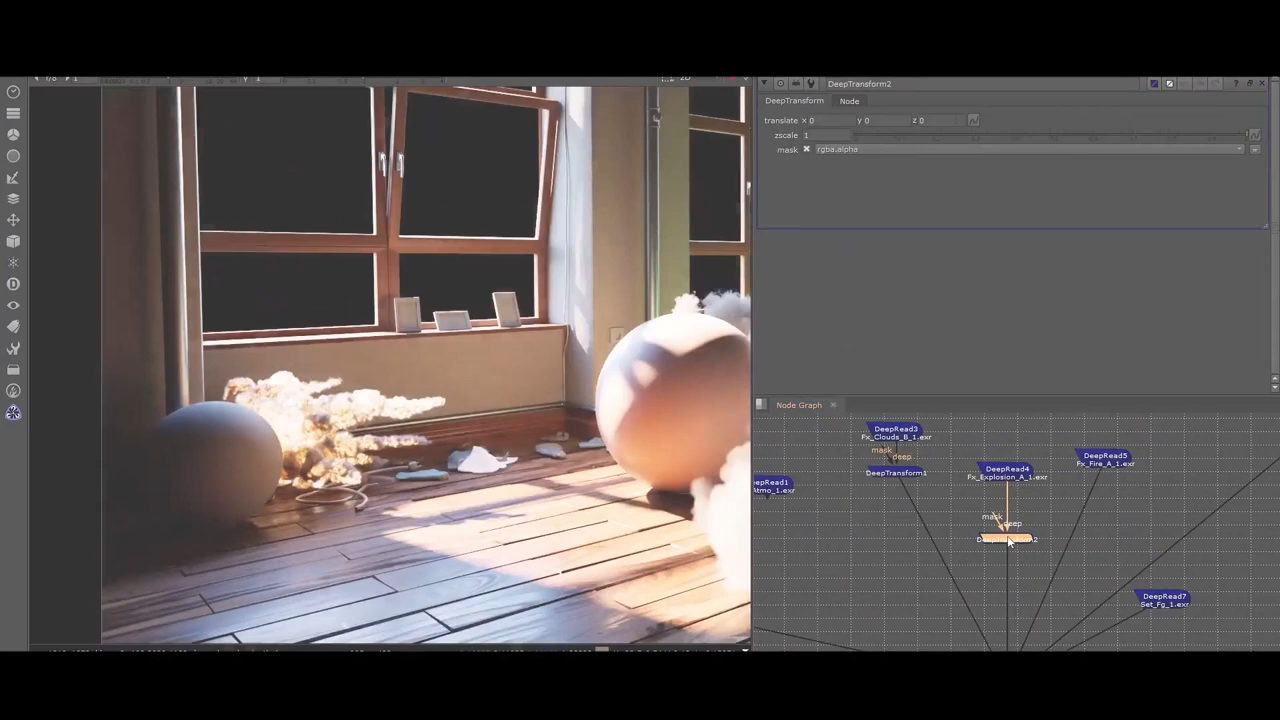 DeepTransform2
DeepTransform Node
translate x 0 y 0 z 0
zscale 1
mask rgba.alpha
Node Graph
DeepRead3
Fx_Clouds_B_1.exr
mask
deep
DeepTransform1
DeepRead4
Fx_Explosion_A_1.exr
mask
deep
DeepRead5
Fx_Fire_A_1.exr
epRead1
Atmo_1.exr
DeepRead7
Set_Fg_1.exr